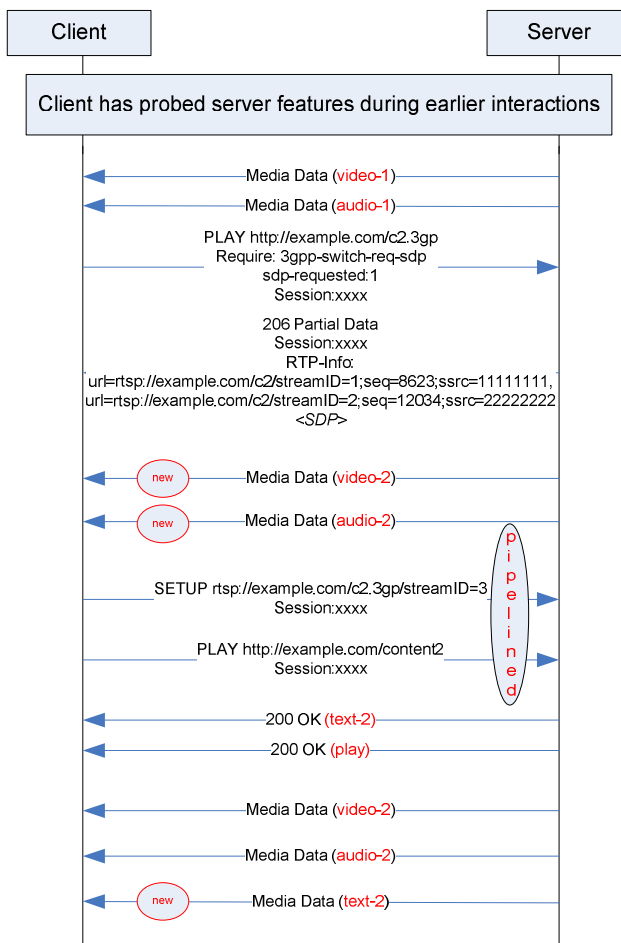 Client
Server
Client has probed server features during earlier interactions
Media Data (video-1)
Media Data (audio-1)
PLAY http://example.com/c2.3gp
Require: 3gpp-switch-req-sdp
sdp-requested:1
Session:xxxx
206 Partial Data
Session:xxxx
RTP-Info:
url=rtsp://example.com/c2/streamID=1;seq=8623;ssrc=11111111,
url=rtsp://example.com/c2/streamID=2;seq=12034;ssrc=22222222
<SDP>
new
Media Data (video-2)
new
Media Data (audio-2)
pipelined
SETUP rtsp://example.com/c2.3gp/streamID=3
Session:xxxx
PLAY http://example.com/content2
Session:xxxx
200 OK (text-2)
200 OK (play)
Media Data (video-2)
Media Data (audio-2)
new
Media Data (text-2)